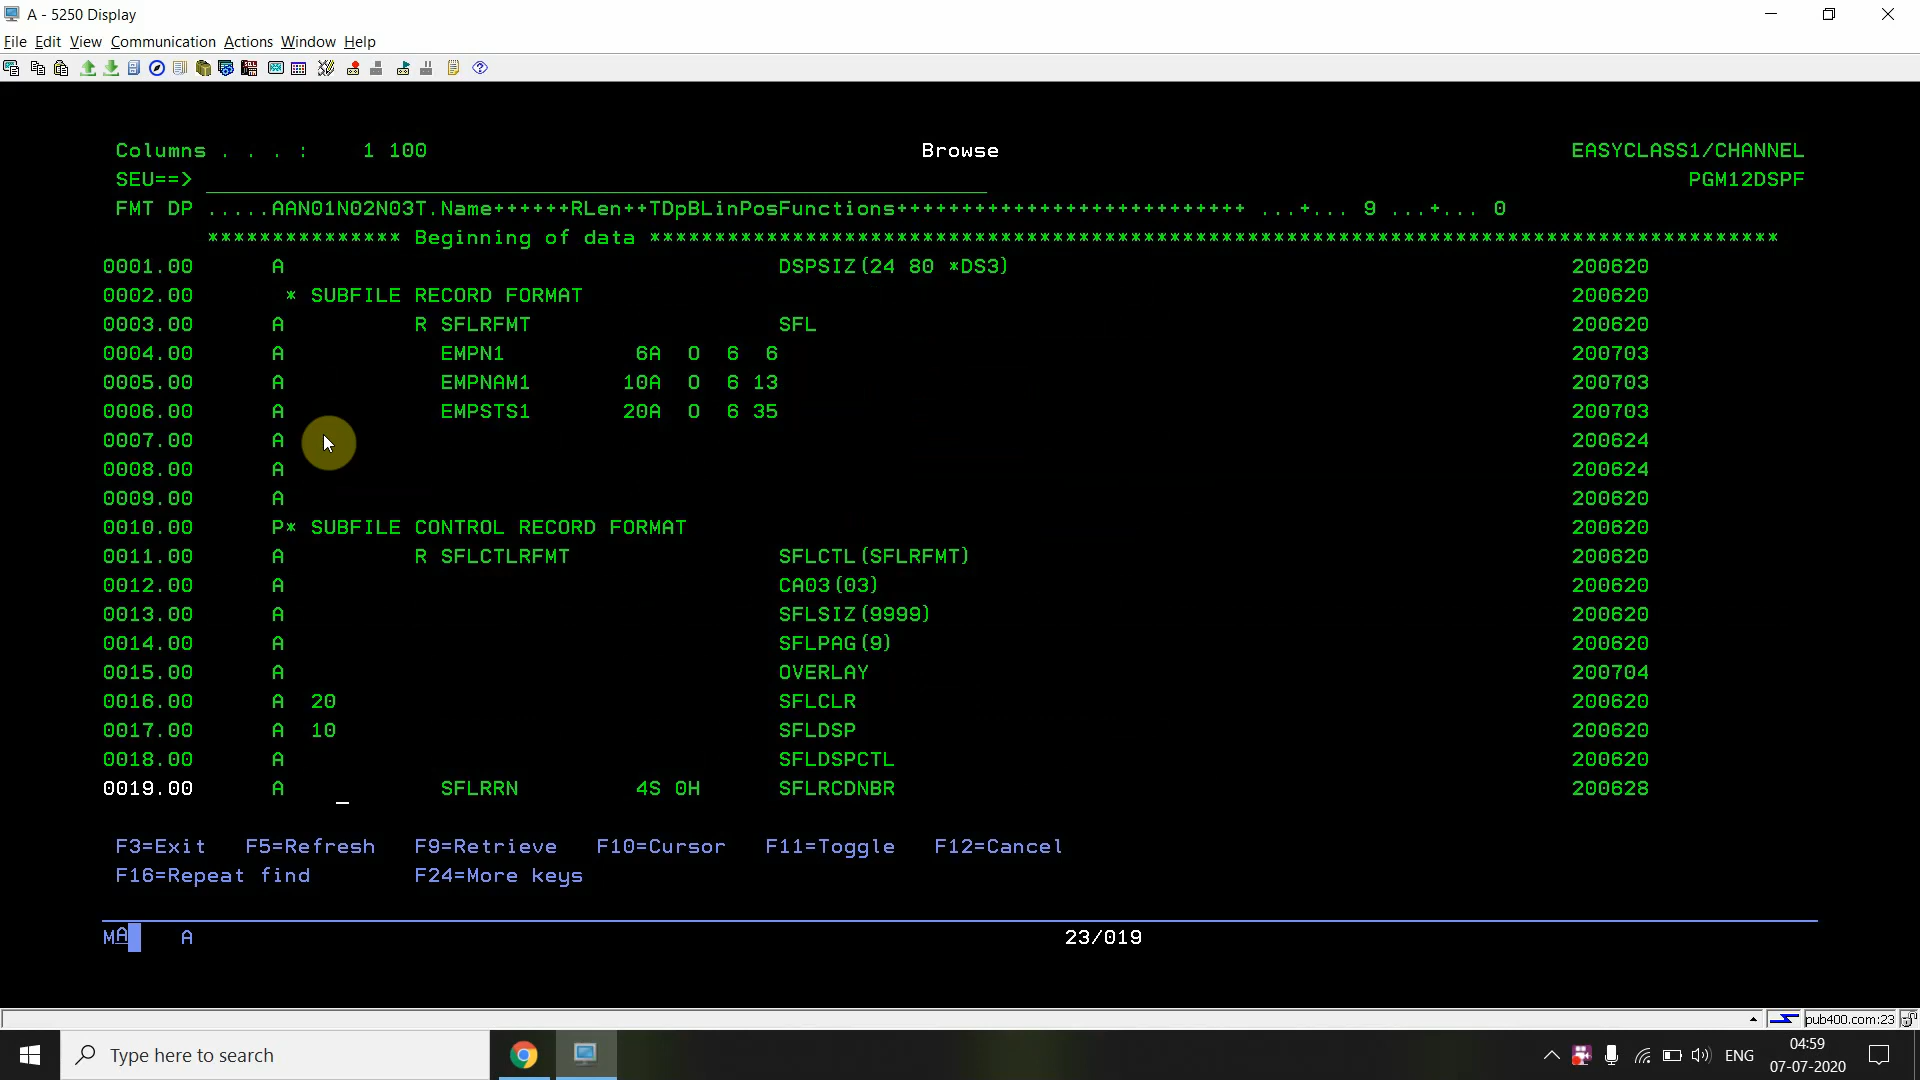 A - 5250 Display
File Edit View Communication Actions Window Help
Columns . . . :    1 100    Browse    EASYCLASS1/CHANNEL
SEU==>    PGM12DSPF
FMT DP .....AAN01N02N03T.Name++++++RLen++TDpBLinPosFunctions+++++++++++++++++++++++++++ ...+... 9 ...+... 0
*************** Beginning of data ***************************************************************************************
0001.00      A                                      DSPSIZ(24 80 *DS3)    200620
0002.00       * SUBFILE RECORD FORMAT    200620
0003.00      A          R SFLRFMT                   SFL    200620
0004.00      A            EMPN1          6A  O  6  6    200703
0005.00      A            EMPNAM1       10A  O  6 13    200703
0006.00      A            EMPSTS1       20A  O  6 35    200703
0007.00      A    200624
0008.00      A    200624
0009.00      A    200620
0010.00      P* SUBFILE CONTROL RECORD FORMAT    200620
0011.00      A          R SFLCTLRFMT                SFLCTL(SFLRFMT)    200620
0012.00      A                                      CA03(03)    200620
0013.00      A                                      SFLSIZ(9999)    200620
0014.00      A                                      SFLPAG(9)    200620
0015.00      A                                      OVERLAY    200704
0016.00      A  20                                  SFLCLR    200620
0017.00      A  10                                  SFLDSP    200620
0018.00      A                                      SFLDSPCTL    200620
0019.00      A            SFLRRN         4S 0H      SFLRCDNBR    200628
F3=Exit   F5=Refresh   F9=Retrieve   F10=Cursor   F11=Toggle   F12=Cancel
F16=Repeat find        F24=More keys
MA    A    23/019
pub400.com:23
Type here to search
ENG
04:59
07-07-2020